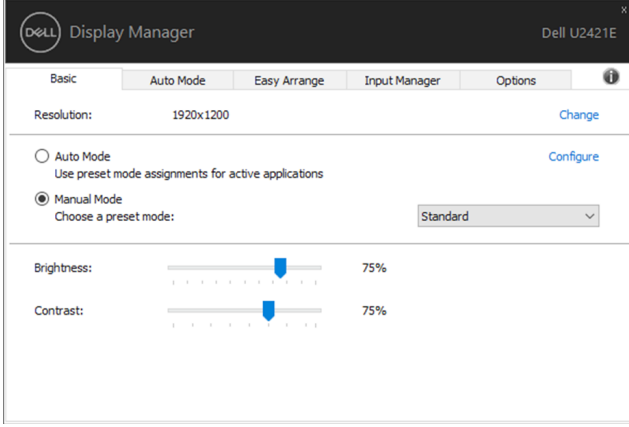 x
DELL Display Manager
Dell U2421E
Basic Auto Mode Easy Arrange Input Manager Options i
Resolution: 1920x1200 Change
Auto Mode Configure
Use preset mode assignments for active applications
Manual Mode
Choose a preset mode: Standard
Brightness: 75%
Contrast: 75%